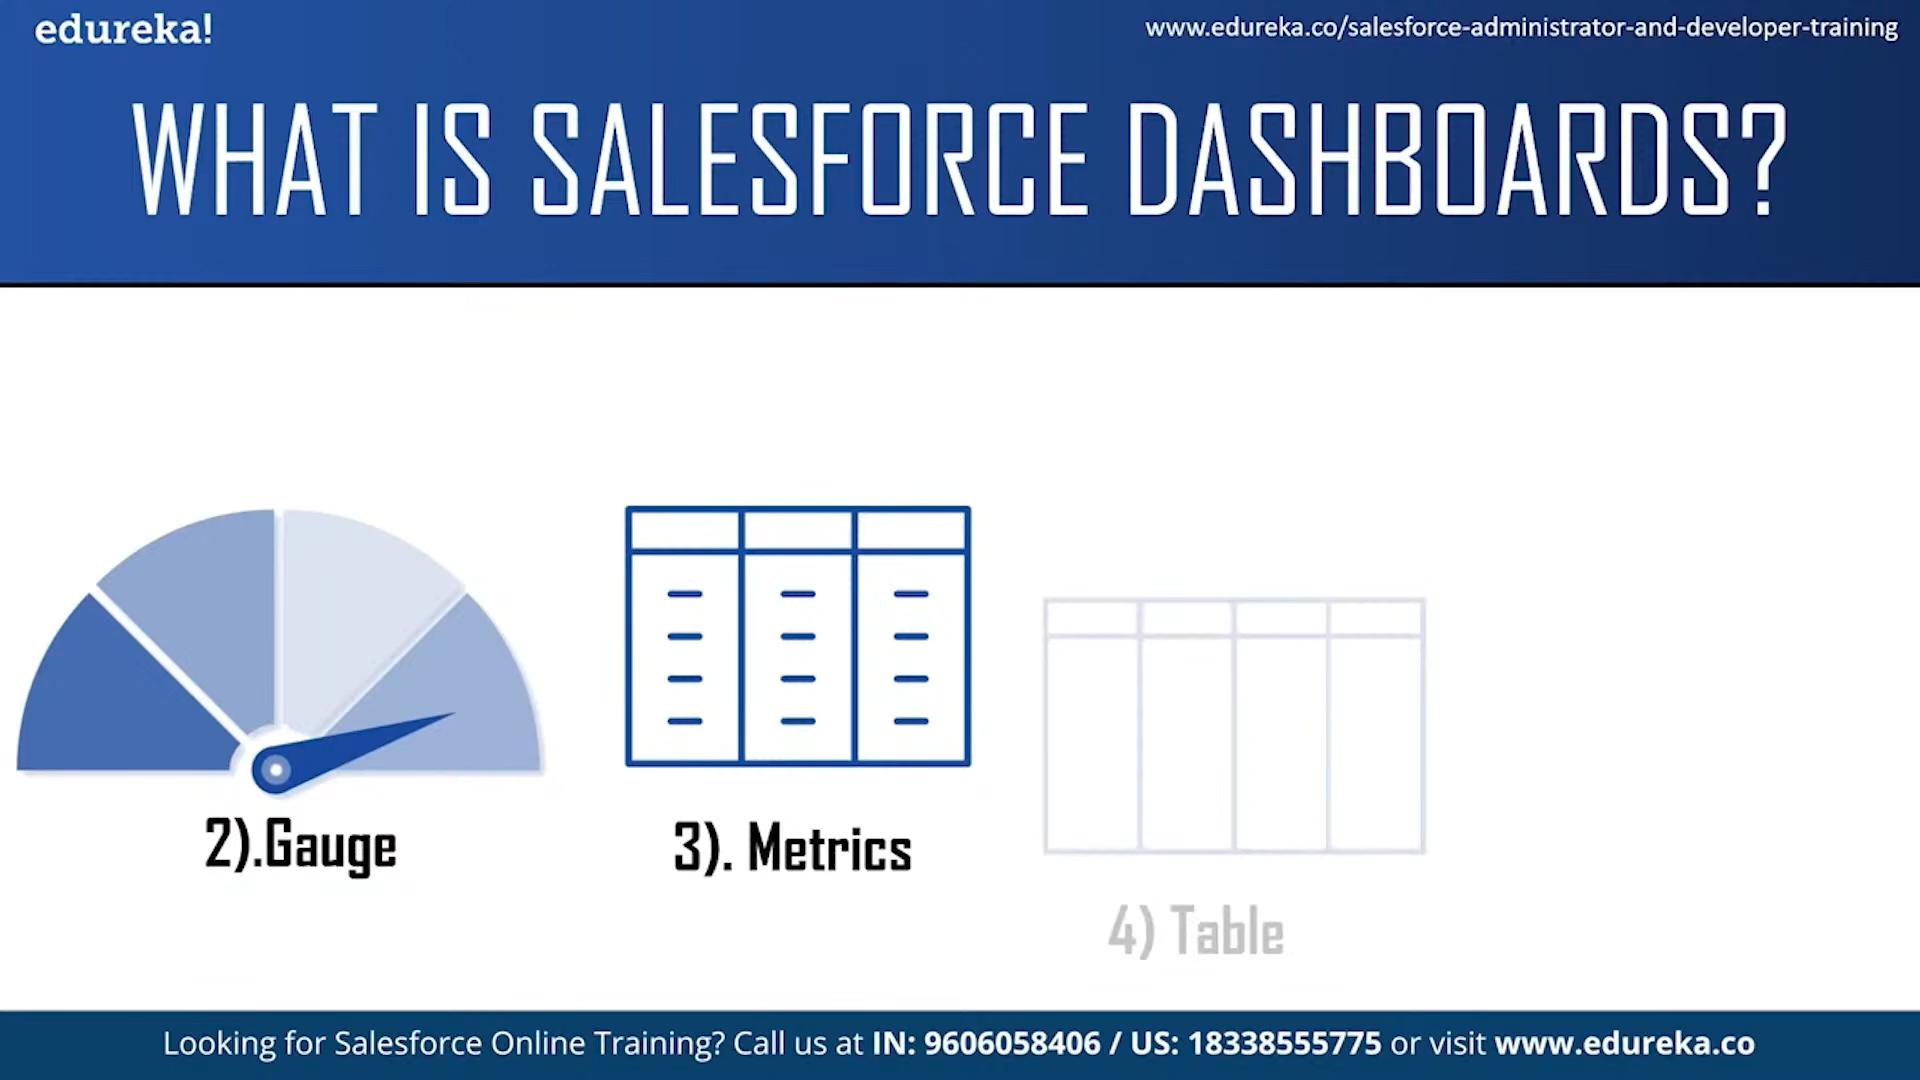 edureka!
www.edureka.co/salesforce-administrator-and-developer-training
WHAT IS SALESFORCE DASHBOARDS?
2).Gauge
3). Metrics
4) Table
Looking for Salesforce Online Training? Call us at IN: 9606058406 / US: 18338555775 or visit www.edureka.co